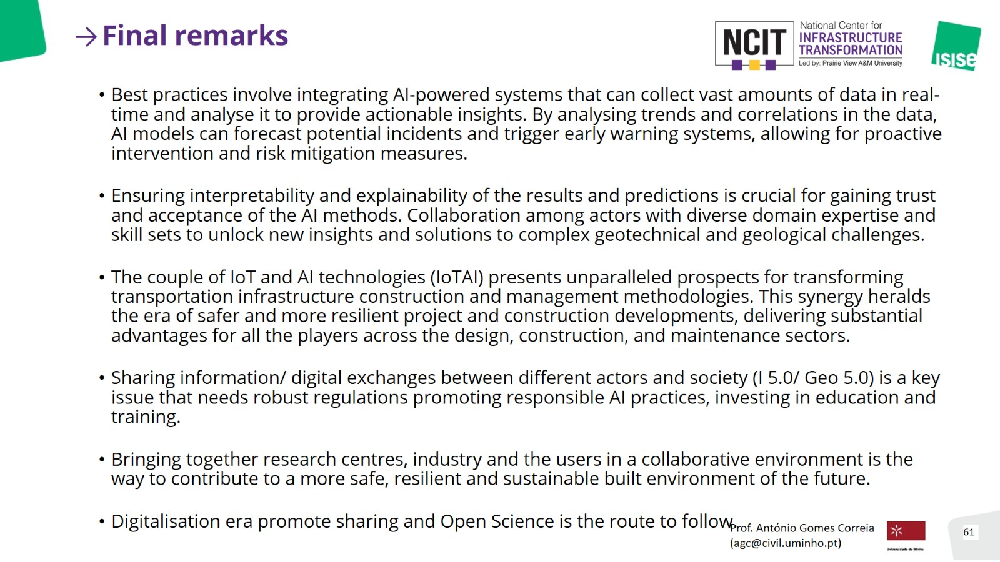 → Final remarks
NCIT
National Center for
INFRASTRUCTURE
TRANSFORMATION
Led by: Prairie View A&M University
ISISE
• Best practices involve integrating AI-powered systems that can collect vast amounts of data in real-
time and analyse it to provide actionable insights. By analysing trends and correlations in the data,
AI models can forecast potential incidents and trigger early warning systems, allowing for proactive
intervention and risk mitigation measures.
• Ensuring interpretability and explainability of the results and predictions is crucial for gaining trust
and acceptance of the AI methods. Collaboration among actors with diverse domain expertise and
skill sets to unlock new insights and solutions to complex geotechnical and geological challenges.
• The couple of IoT and AI technologies (IoTAI) presents unparalleled prospects for transforming
transportation infrastructure construction and management methodologies. This synergy heralds
the era of safer and more resilient project and construction developments, delivering substantial
advantages for all the players across the design, construction, and maintenance sectors.
• Sharing information/ digital exchanges between different actors and society (I 5.0/ Geo 5.0) is a key
issue that needs robust regulations promoting responsible AI practices, investing in education and
training.
• Bringing together research centres, industry and the users in a collaborative environment is the
way to contribute to a more safe, resilient and sustainable built environment of the future.
• Digitalisation era promote sharing and Open Science is the route to follow.
Prof. António Gomes Correia
(agc@civil.uminho.pt)
Universidade do Minho
61